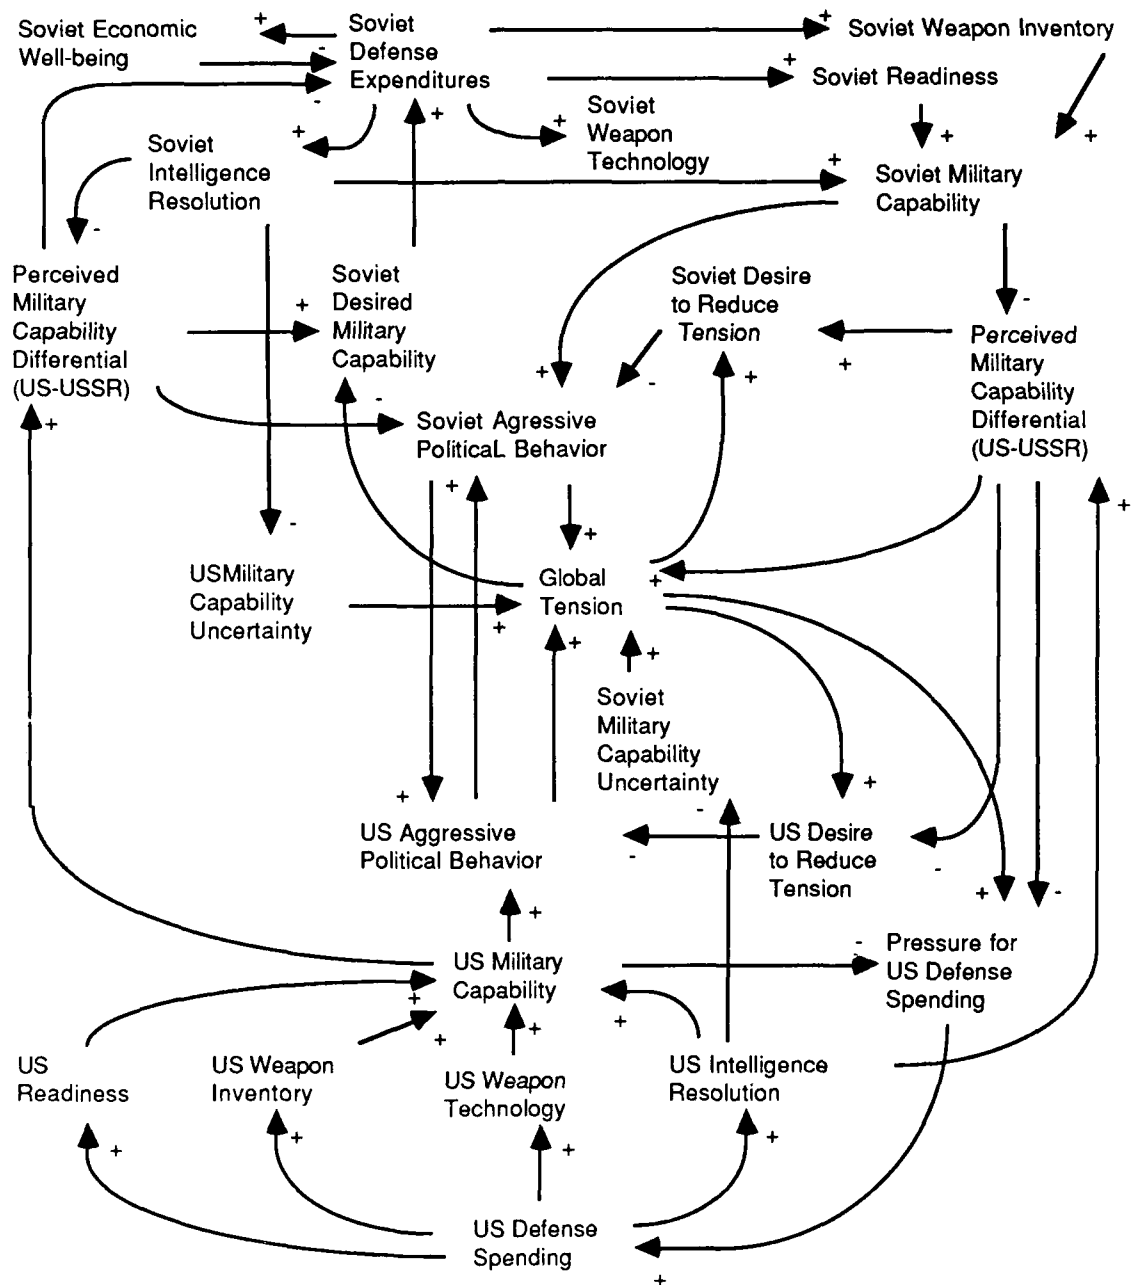 Soviet Economic
Well-being
+
-
Soviet
Defense
Expenditures
+
Soviet Weapon Inventory
+
Soviet Readiness
-
+
+
+
Soviet
Weapon
Technology
+
+
Soviet
Intelligence
Resolution
+
Soviet Military
Capability
-
-
Perceived
Military
Capability
Differential
(US-USSR)
+
Soviet
Desired
Military
Capability
Soviet Desire
to Reduce
Tension
+
Perceived
Military
Capability
Differential
(US-USSR)
+
-
+
-
+
Soviet Agressive
PoliticaL Behavior
+
+
-
+
USMilitary
Capability
Uncertainty
+
Global
Tension
+
+
+
Soviet
Military
Capability
Uncertainty
+
-
+
US Aggressive
Political Behavior
-
US Desire
to Reduce
Tension
-
+
-
+
US Military
Capability
-
-
Pressure for
US Defense
Spending
+
+
+
+
US
Readiness
US Weapon
Inventory
US Weapon
Technology
US Intelligence
Resolution
+
+
+
+
US Defense
Spending
+